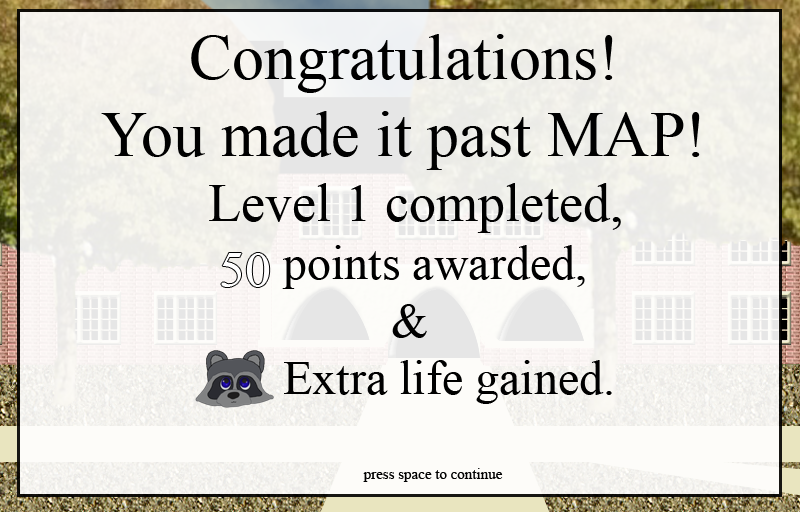 Congratulations!
You made it past MAP!
Level 1 completed,
50 points awarded,
&
Extra life gained.
press space to continue